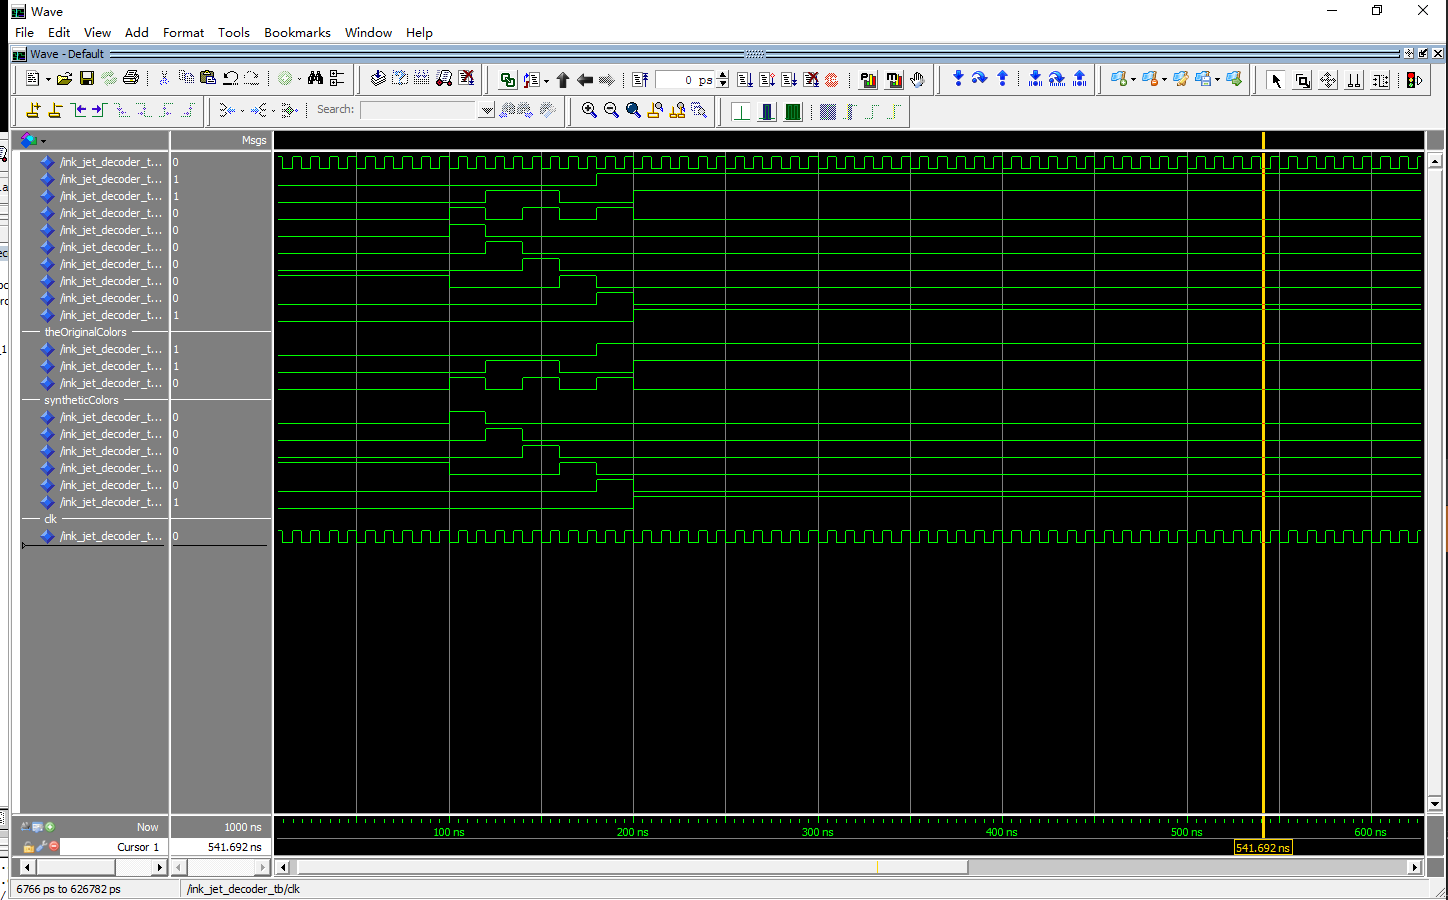 Wave
File Edit View Add Format Tools Bookmarks Window Help
Wave - Default
0 ps
Search:
Msgs
/ink_jet_decoder_t... 0
/ink_jet_decoder_t... 1
/ink_jet_decoder_t... 1
/ink_jet_decoder_t... 0
/ink_jet_decoder_t... 0
/ink_jet_decoder_t... 0
/ink_jet_decoder_t... 0
/ink_jet_decoder_t... 0
/ink_jet_decoder_t... 0
/ink_jet_decoder_t... 1
theOriginalColors
/ink_jet_decoder_t... 1
/ink_jet_decoder_t... 1
/ink_jet_decoder_t... 0
syntheticColors
/ink_jet_decoder_t... 0
/ink_jet_decoder_t... 0
/ink_jet_decoder_t... 0
/ink_jet_decoder_t... 0
/ink_jet_decoder_t... 0
/ink_jet_decoder_t... 1
clk
/ink_jet_decoder_t... 0
Now 1000 ns
100 ns 200 ns 300 ns 400 ns 500 ns 600 ns
Cursor 1 541.692 ns
541.692 ns
6766 ps to 626782 ps /ink_jet_decoder_tb/clk